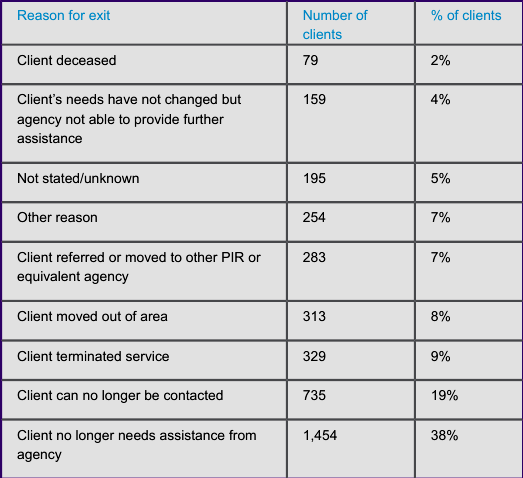 Reason for exit Number of % of clients
clients
Client deceased 79 2%
Client’s needs have not changed but 159 4%
agency not able to provide further
assistance
Not stated/unknown 195 5%
Other reason 254 7%
Client referred or moved to other PIR or 283 7%
equivalent agency
Client moved out of area 313 8%
Client terminated service 329 9%
Client can no longer be contacted 735 19%
Client no longer needs assistance from 1,454 38%
agency